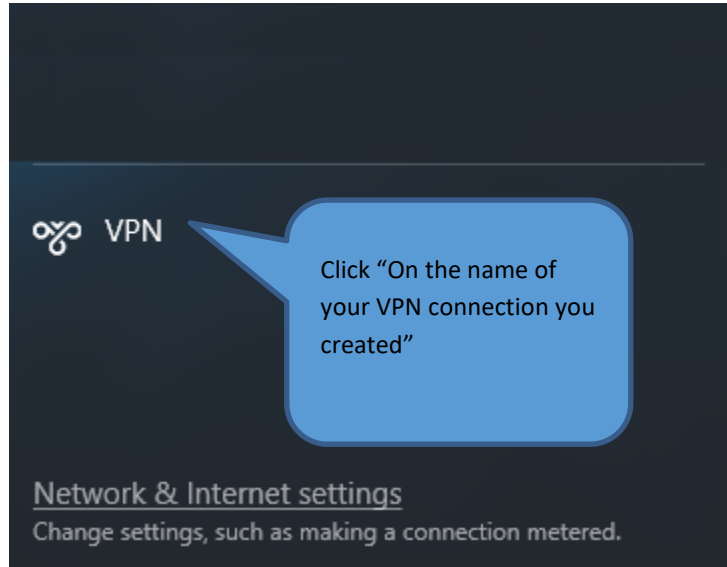 VPN
Click “On the name of
your VPN connection you
created”
Network & Internet settings
Change settings, such as making a connection metered.